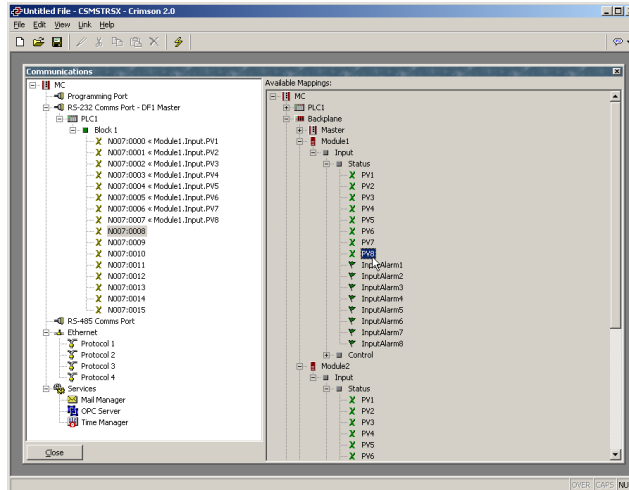 Untitled File - CSMSTRSX - Crimson 2.0
File Edit View Link Help
Communications
MC
Programming Port
RS-232 Comms Port - DF1 Master
PLC1
Block 1
N007:0000 « Module1.Input.PV1
N007:0001 « Module1.Input.PV2
N007:0002 « Module1.Input.PV3
N007:0003 « Module1.Input.PV4
N007:0004 « Module1.Input.PV5
N007:0005 « Module1.Input.PV6
N007:0006 « Module1.Input.PV7
N007:0007 « Module1.Input.PV8
N007:0008
N007:0009
N007:0010
N007:0011
N007:0012
N007:0013
N007:0014
N007:0015
RS-485 Comms Port
Ethernet
Protocol 1
Protocol 2
Protocol 3
Protocol 4
Services
Mail Manager
OPC Server
Time Manager
Close
Available Mappings:
MC
PLC1
Backplane
Master
Module1
Input
Status
PV1
PV2
PV3
PV4
PV5
PV6
PV7
PV8
InputAlarm1
InputAlarm2
InputAlarm3
InputAlarm4
InputAlarm5
InputAlarm6
InputAlarm7
InputAlarm8
Control
Module2
Input
Status
PV1
PV2
PV3
PV4
PV5
PV6
OVER CAPS NU